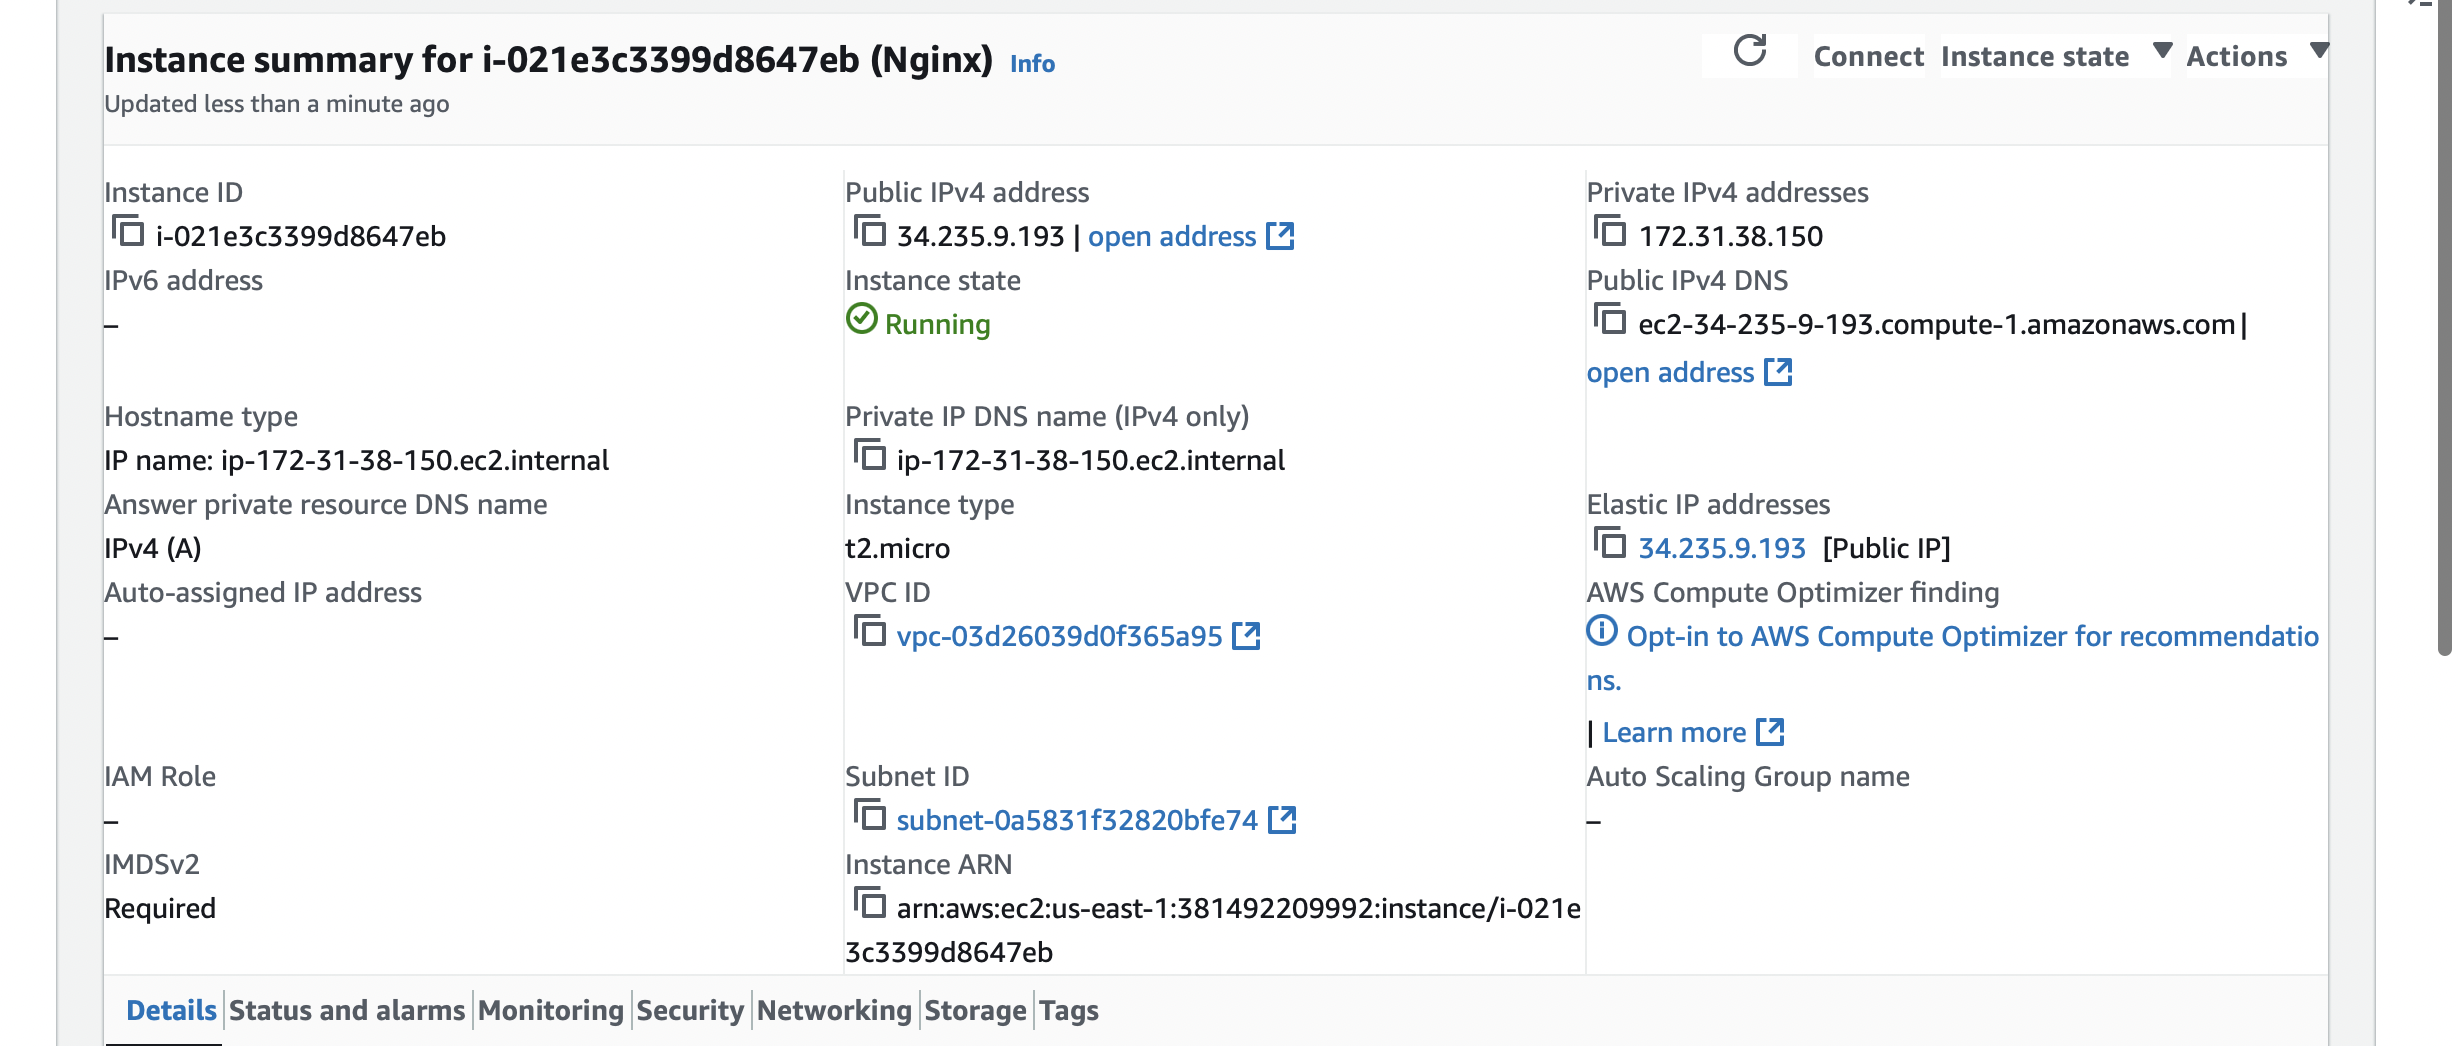 Instance summary for i-021e3c3399d8647eb (Nginx) Info
Connect Instance state Actions
Updated less than a minute ago
Instance ID
i-021e3c3399d8647eb
Public IPv4 address
34.235.9.193 | open address
Private IPv4 addresses
172.31.38.150
IPv6 address
–
Instance state
Running
Public IPv4 DNS
ec2-34-235-9-193.compute-1.amazonaws.com |
open address
Hostname type
IP name: ip-172-31-38-150.ec2.internal
Private IP DNS name (IPv4 only)
ip-172-31-38-150.ec2.internal
Answer private resource DNS name
IPv4 (A)
Instance type
t2.micro
Elastic IP addresses
34.235.9.193 [Public IP]
Auto-assigned IP address
–
VPC ID
vpc-03d26039d0f365a95
AWS Compute Optimizer finding
Opt-in to AWS Compute Optimizer for recommendatio
ns.
| Learn more
IAM Role
–
Subnet ID
subnet-0a5831f32820bfe74
Auto Scaling Group name
–
IMDSv2
Required
Instance ARN
arn:aws:ec2:us-east-1:381492209992:instance/i-021e
3c3399d8647eb
Details Status and alarms Monitoring Security Networking Storage Tags